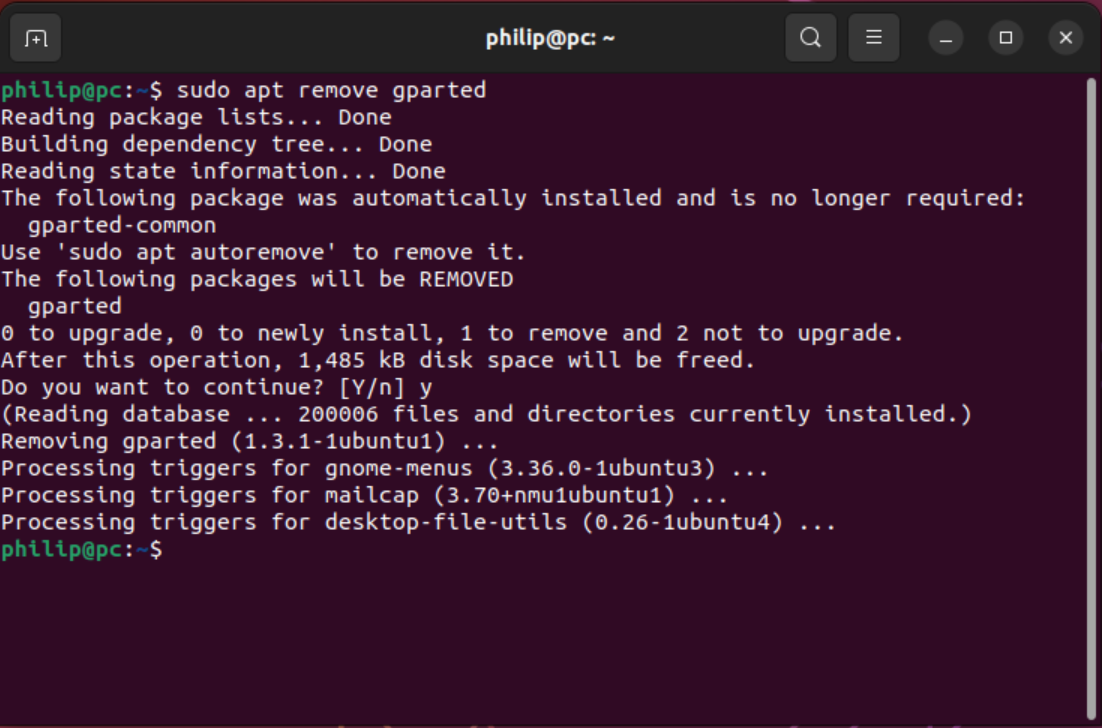 philip@pc: ~
philip@pc:~$ sudo apt remove gparted
Reading package lists... Done
Building dependency tree... Done
Reading state information... Done
The following package was automatically installed and is no longer required:
  gparted-common
Use 'sudo apt autoremove' to remove it.
The following packages will be REMOVED
  gparted
0 to upgrade, 0 to newly install, 1 to remove and 2 not to upgrade.
After this operation, 1,485 kB disk space will be freed.
Do you want to continue? [Y/n] y
(Reading database ... 200006 files and directories currently installed.)
Removing gparted (1.3.1-1ubuntu1) ...
Processing triggers for gnome-menus (3.36.0-1ubuntu3) ...
Processing triggers for mailcap (3.70+nmu1ubuntu1) ...
Processing triggers for desktop-file-utils (0.26-1ubuntu4) ...
philip@pc:~$